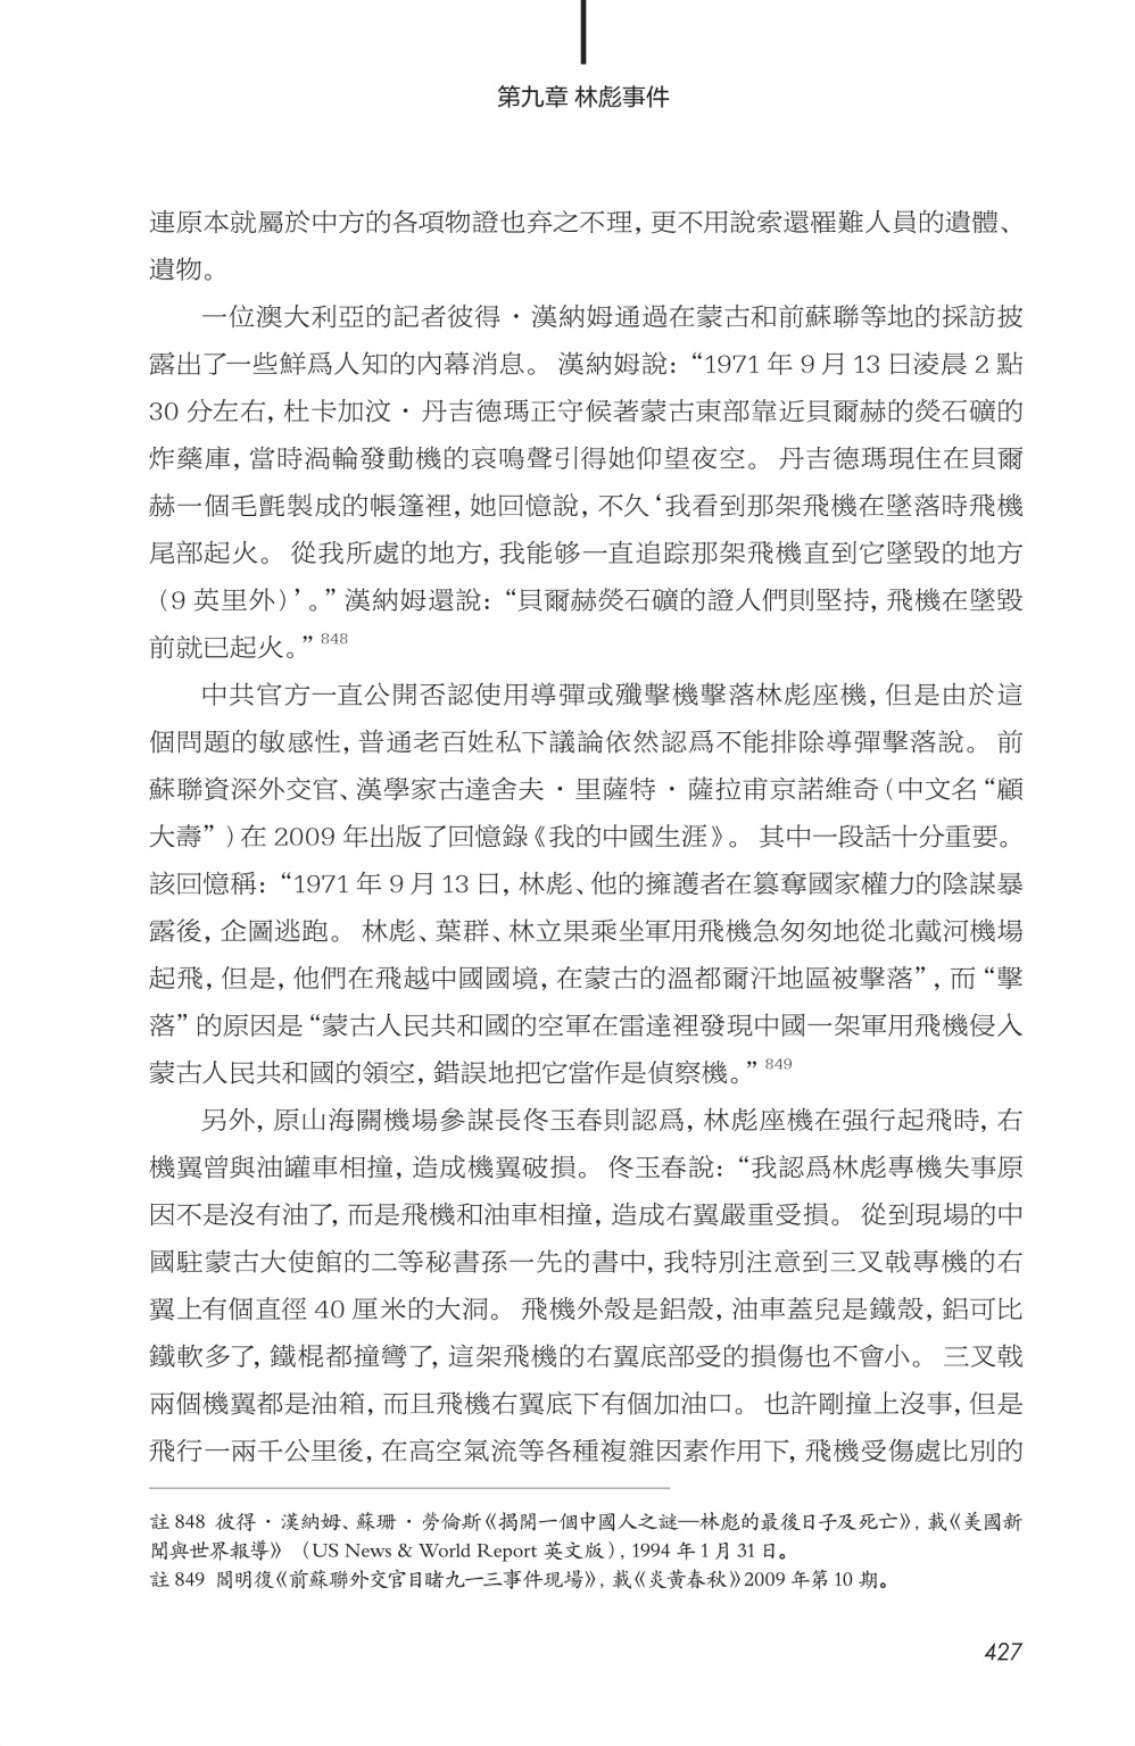 第九章 林彪事件
連原本就屬於中方的各項物證也弃之不理, 更不用說索還罹難人員的遺體、
遺物。
一位澳大利亞的記者彼得・漢納姆通過在蒙古和前蘇聯等地的採訪披
露出了一些鮮爲人知的內幕消息。 漢納姆說: “1971 年 9 月 13 日淩晨 2 點
30 分左右, 杜卡加汶・丹吉德瑪正守候著蒙古東部靠近貝爾赫的熒石礦的
炸藥庫, 當時渦輪發動機的哀鳴聲引得她仰望夜空。 丹吉德瑪現住在貝爾
赫一個毛氈製成的帳篷裡, 她回憶說, 不久 ‘我看到那架飛機在墜落時飛機
尾部起火。 從我所處的地方, 我能够一直追踪那架飛機直到它墜毀的地方
（9 英里外）’。” 漢納姆還說: “貝爾赫熒石礦的證人們則堅持, 飛機在墜毀
前就已起火。” 848
中共官方一直公開否認使用導彈或殲擊機擊落林彪座機, 但是由於這
個問題的敏感性, 普通老百姓私下議論依然認爲不能排除導彈擊落說。 前
蘇聯資深外交官、漢學家古達舍夫・里薩特・薩拉甫京諾維奇（中文名 “顧
大壽” ）在 2009 年出版了回憶錄《我的中國生涯》。 其中一段話十分重要。
該回憶稱: “1971 年 9 月 13 日, 林彪、他的擁護者在篡奪國家權力的陰謀暴
露後, 企圖逃跑。 林彪、葉群、林立果乘坐軍用飛機急匆匆地從北戴河機場
起飛, 但是, 他們在飛越中國國境, 在蒙古的溫都爾汗地區被擊落” , 而 “擊
落” 的原因是 “蒙古人民共和國的空軍在雷達裡發現中國一架軍用飛機侵入
蒙古人民共和國的領空, 錯誤地把它當作是偵察機。” 849
另外, 原山海關機場參謀長佟玉春則認爲, 林彪座機在强行起飛時, 右
機翼曾與油罐車相撞, 造成機翼破損。 佟玉春說: “我認爲林彪專機失事原
因不是沒有油了, 而是飛機和油車相撞, 造成右翼嚴重受損。 從到現場的中
國駐蒙古大使館的二等秘書孫一先的書中, 我特別注意到三叉戟專機的右
翼上有個直徑 40 厘米的大洞。 飛機外殼是鋁殼, 油車蓋兒是鐵殼, 鋁可比
鐵軟多了, 鐵棍都撞彎了, 這架飛機的右翼底部受的損傷也不會小。 三叉戟
兩個機翼都是油箱, 而且飛機右翼底下有個加油口。 也許剛撞上沒事, 但是
飛行一兩千公里後, 在高空氣流等各種複雜因素作用下, 飛機受傷處比別的
註 848 彼得・漢納姆、蘇珊・勞倫斯《揭開一個中國人之謎—林彪的最後日子及死亡》, 載《美國新
聞與世界報導》（US News & World Report 英文版）, 1994 年 1 月 31 日。
註 849 閻明復《前蘇聯外交官目睹九一三事件現場》, 載《炎黃春秋》2009 年第 10 期。
427